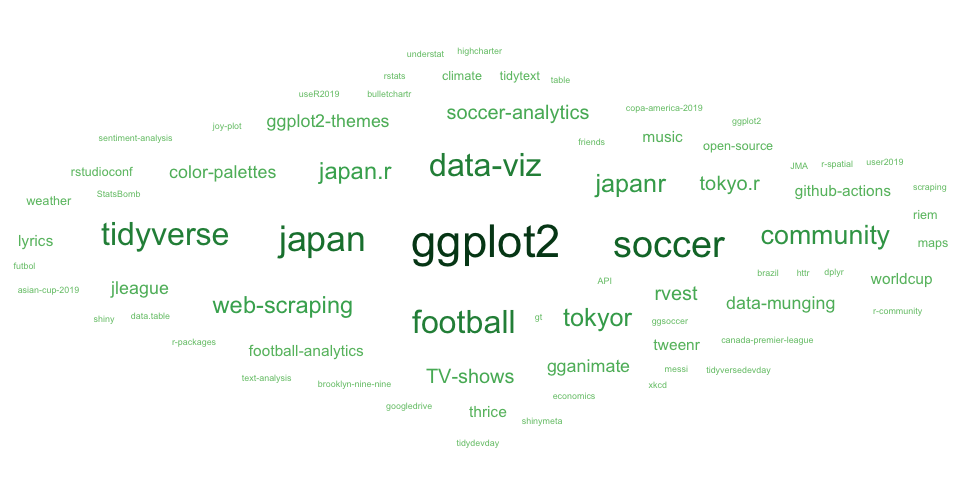 understat highcharter
rstats climate tidytext table
useR2019 bulletchartr
joy-plot ggplot2-themes soccer-analytics copa-america-2019 ggplot2
sentiment-analysis friends music open-source
rstudioconf color-palettes japan.r data-viz japanr tokyo.r JMA r-spatial user2019
weather StatsBomb github-actions scraping
lyrics tidyverse japan ggplot2 soccer community riem maps
futbol
asian-cup-2019 jleague API rvest brazil httr dplyr worldcup
shiny data.table web-scraping football gt tokyor ggsoccer data-munging r-community
r-packages football-analytics tweenr canada-premier-league
text-analysis brooklyn-nine-nine TV-shows gganimate messi tidyversedevday
xkcd
googledrive thrice economics
shinymeta
tidydevday